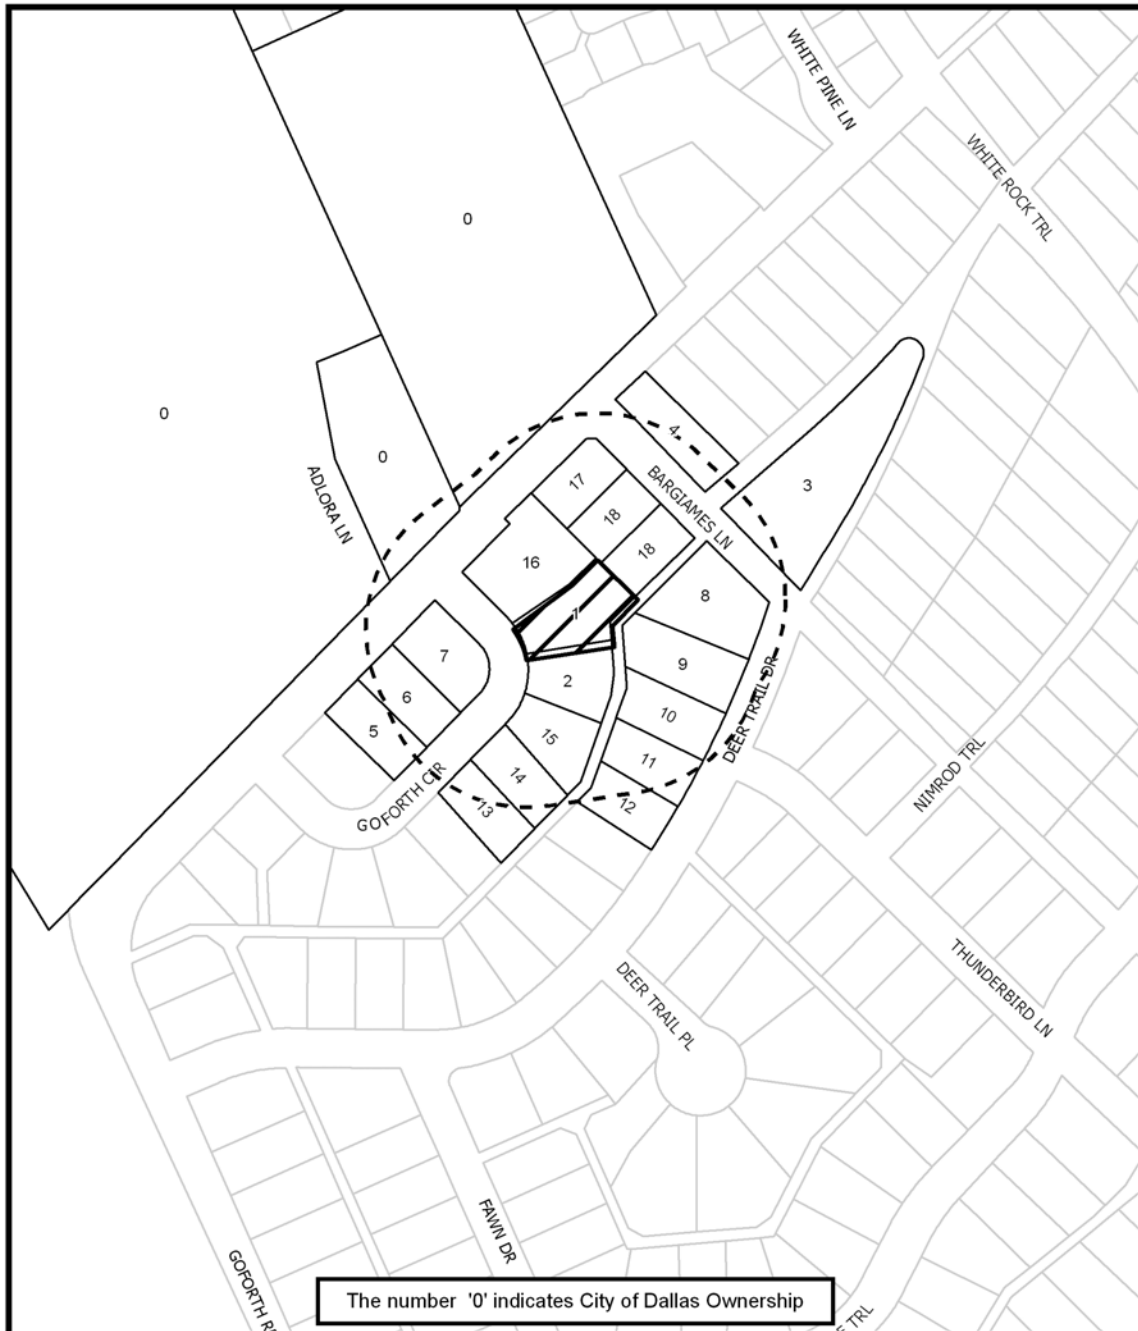 WHITE PINE LN
WHITE ROCK TRL
0
0
0
ADLORA LN
4
3
BARGIAMES LN
17
18
18
16
1
8
7
9
2
6
10
5
15
11
14
12
13
DEER TRAIL DR
GOFORTH CIR
NIMROD TRL
THUNDERBIRD LN
DEER TRAIL PL
FAWN DR
GOFORTH
TRL
The number '0' indicates City of Dallas Ownership